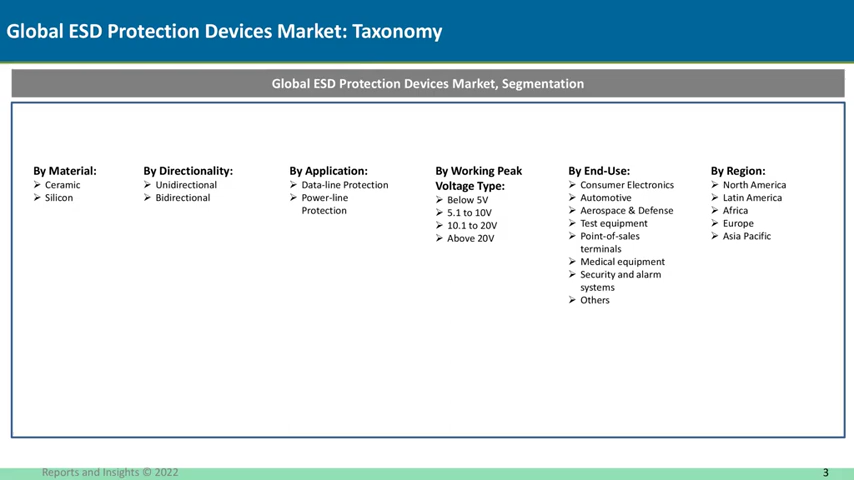 Global ESD Protection Devices Market: Taxonomy
Global ESD Protection Devices Market, Segmentation
By Material:
➢ Ceramic
➢ Silicon
By Directionality:
➢ Unidirectional
➢ Bidirectional
By Application:
➢ Data-line Protection
➢ Power-line
Protection
By Working Peak
Voltage Type:
➢ Below 5V
➢ 5.1 to 10V
➢ 10.1 to 20V
➢ Above 20V
By End-Use:
➢ Consumer Electronics
➢ Automotive
➢ Aerospace & Defense
➢ Test equipment
➢ Point-of-sales
terminals
➢ Medical equipment
➢ Security and alarm
systems
➢ Others
By Region:
➢ North America
➢ Latin America
➢ Africa
➢ Europe
➢ Asia Pacific
Reports and Insights © 2022
3